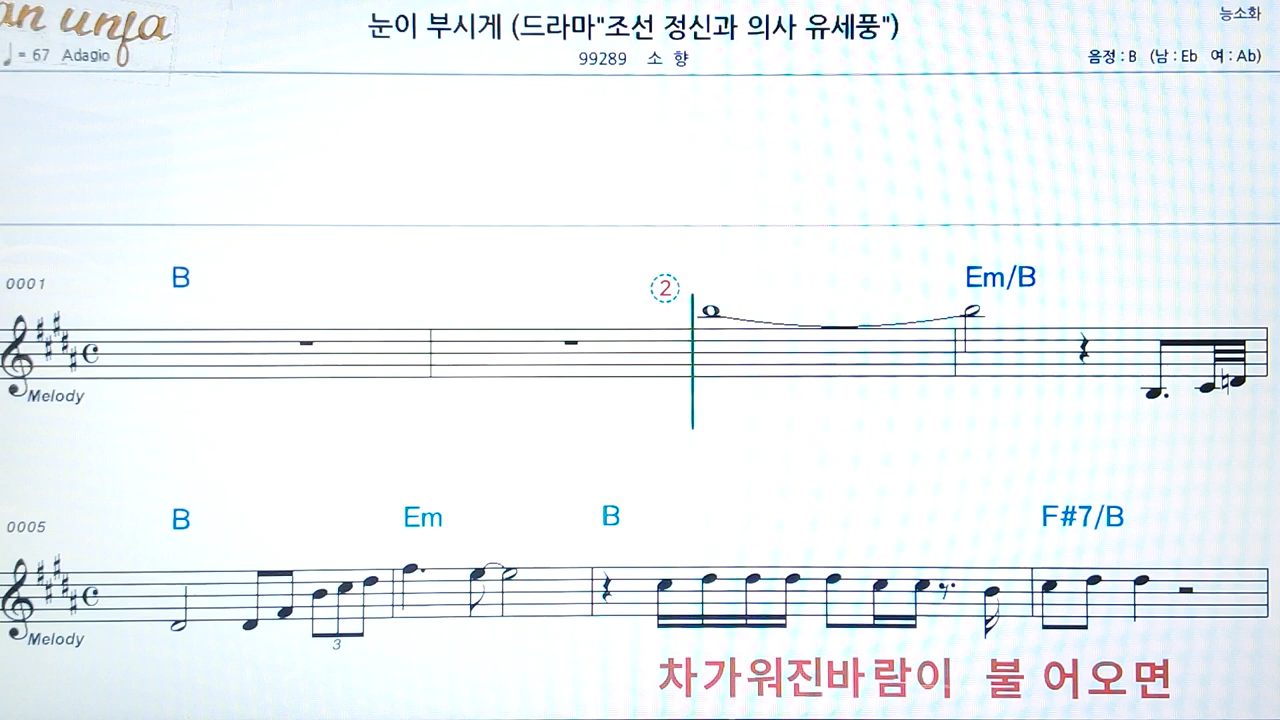 an unfa
눈이 부시게 (드라마"조선 정신과 의사 유세풍")
능소화
♩= 67 Adagio
99289 소 향
음정 : B (남 : Eb 여 : Ab)
0001
B
2
Em/B
Melody
0005
B
Em
B
F#7/B
3
Melody
차가워진바람이 불어오면